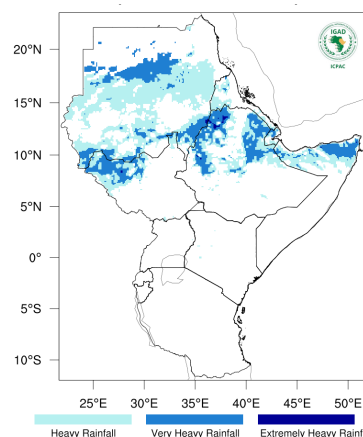 IGAD
ICPAC
20°N
15°N
10°N
5°N
0°
5°S
10°S
25°E 30°E 35°E 40°E 45°E 50°E
Heavy Rainfall Very Heavy Rainfall Extremely Heavy Rainf